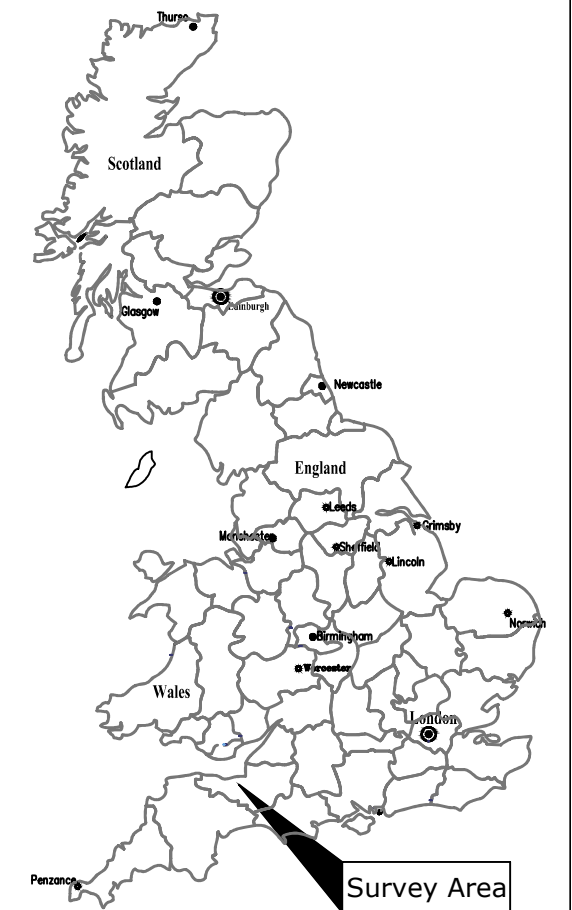 Thurso
Scotland
Glasgow
Edinburgh
Newcastle
England
Leeds
Grimsby
Manchester
Sheffield
Lincoln
Norwich
Birmingham
Worcester
Wales
London
Penzance
Survey Area